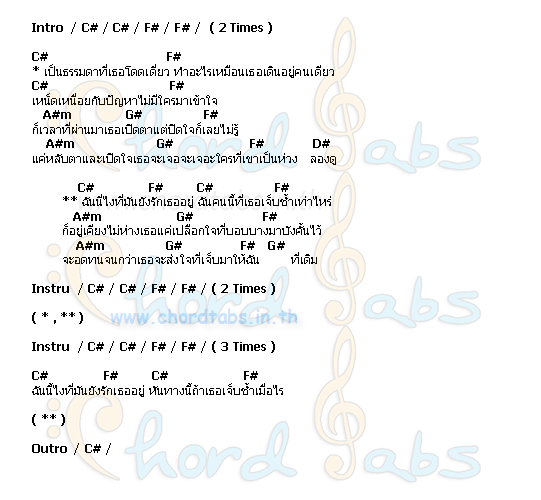 Intro / C# / C# / F# / F# / ( 2 Times )
C# F#
* เป็นธรรมดาที่เธอโดดเดี่ยว ทำอะไรเหมือนเธอเดินอยู่คนเดียว
C# F#
เหน็ดเหนื่อยกับปัญหาไม่มีใครมาเข้าใจ
A#m G# F#
ก็เวลาที่ผ่านมาเธอเปิดตาแต่ปิดใจก็เลยไม่รู้
A#m G# F# D#
แค่หลับตาและเปิดใจเธอจะเจอจะเจอะใครที่เขาเป็นห่วง ลองดู
C# F# C# F#
** ฉันนี้ไงที่มันยังรักเธออยู่ ฉันคนนี้ที่เธอเจ็บช้ำเท่าไหร่
A#m G# F#
ก็อยู่เคียงไม่ห่างเธอแค่เปลือกใจที่บอบบางมาบังคั้นไว้
A#m G# F# G#
จะอดทนจนกว่าเธอจะส่งใจที่เจ็บมาให้ฉัน ที่เดิม
Instru / C# / C# / F# / F# / ( 2 Times )
( * , ** )
www.chordtabs.in.th
Instru / C# / C# / F# / F# / ( 3 Times )
C# F# C# F#
ฉันนี้ไงที่มันยังรักเธออยู่ หันทางนี้ถ้าเธอเจ็บช้ำเมื่อไร
( ** )
Outro / C# /
Chord Tabs
Chord Tabs
Chord Tabs